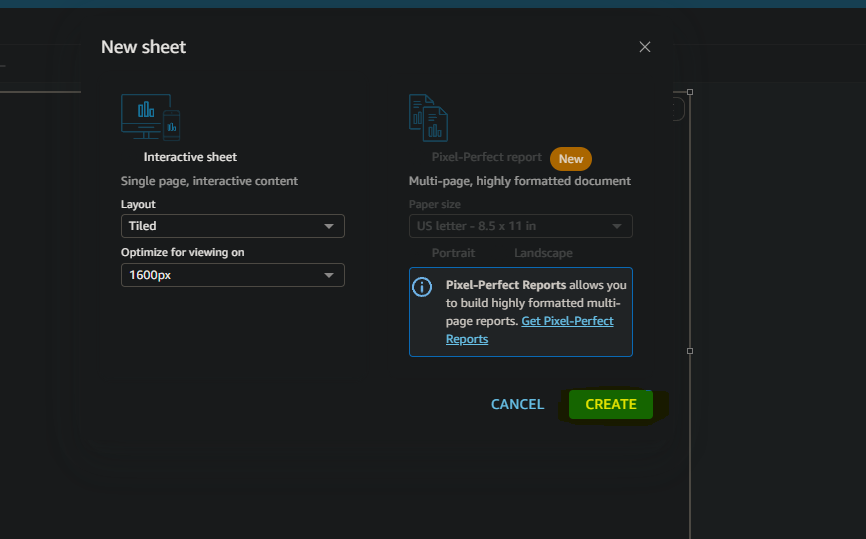 New sheet
Interactive sheet
Single page, interactive content
Layout
Tiled
Optimize for viewing on
1600px
Pixel-Perfect report
New
Multi-page, highly formatted document
Paper size
US letter - 8.5 x 11 in
Portrait Landscape
Pixel-Perfect Reports allows you
to build highly formatted multi-
page reports. Get Pixel-Perfect
Reports
CANCEL CREATE